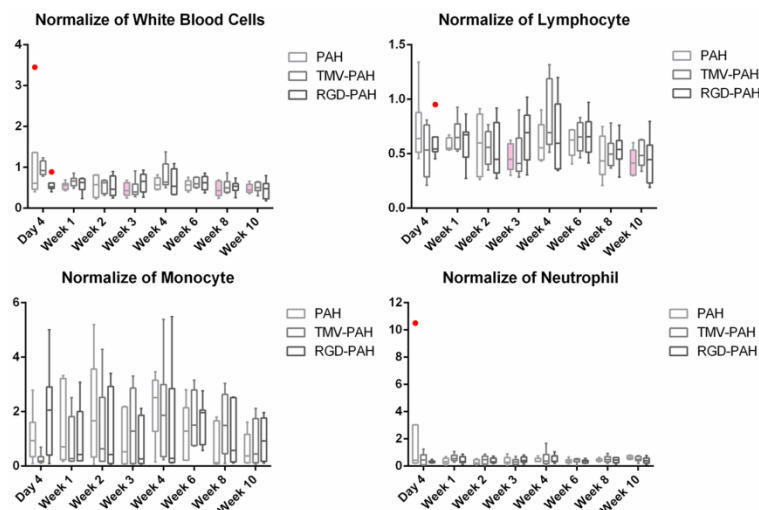 Normalize of White Blood Cells
4
3
2
1
0
PAH
TMV-PAH
RGD-PAH
Day 4
Week 1
Week 2
Week 3
Week 4
Week 6
Week 8
Week 10
Normalize of Lymphocyte
1.5
1.0
0.5
0.0
PAH
TMV-PAH
RGD-PAH
Day 4
Week 1
Week 2
Week 3
Week 4
Week 6
Week 8
Week 10
Normalize of Monocyte
6
4
2
0
PAH
TMV-PAH
RGD-PAH
Day 4
Week 1
Week 2
Week 3
Week 4
Week 6
Week 8
Week 10
Normalize of Neutrophil
12
10
8
6
4
2
0
PAH
TMV-PAH
RGD-PAH
Day 4
Week 1
Week 2
Week 3
Week 4
Week 6
Week 8
Week 10